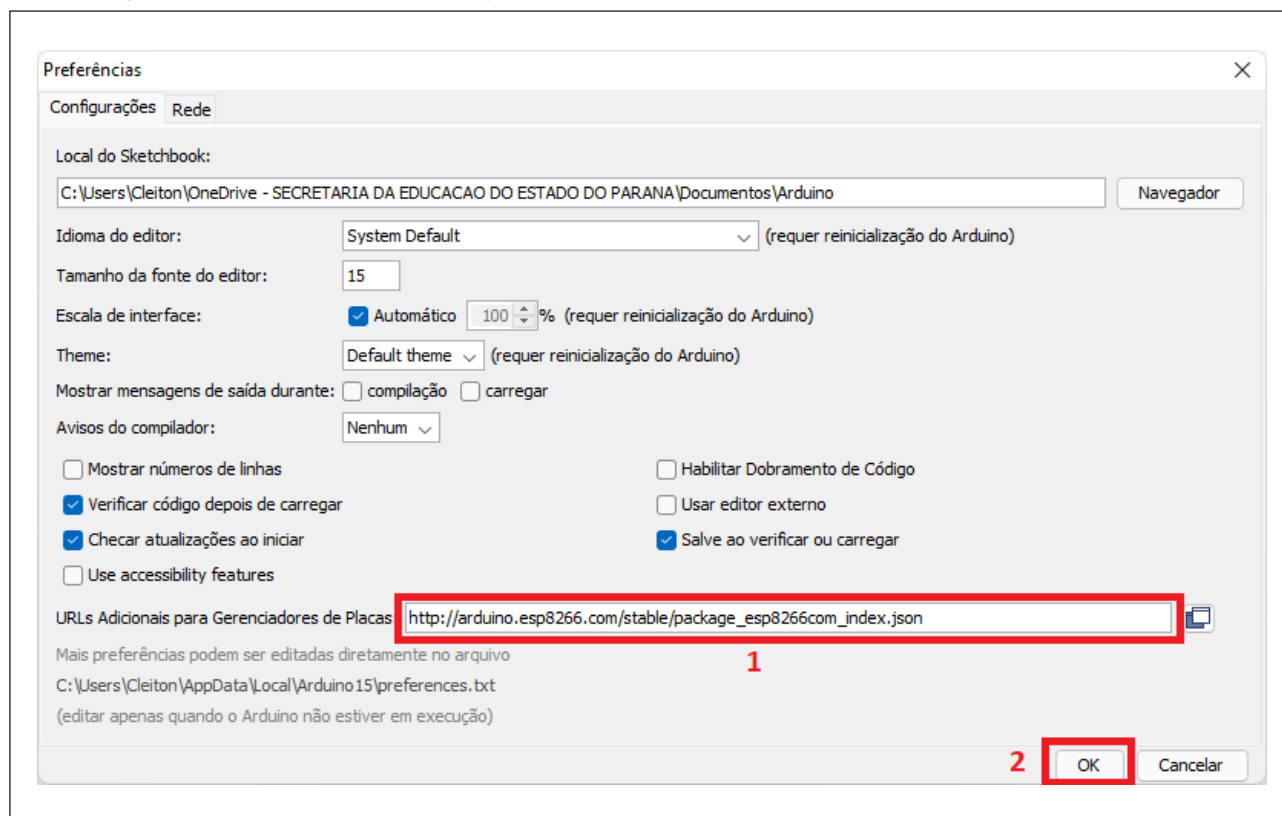 Preferências
Configurações Rede
Local do Sketchbook:
C:\Users\Cleiton\OneDrive - SECRETARIA DA EDUCACAO DO ESTADO DO PARANA\Documentos\Arduino Navegador
Idioma do editor: System Default (requer reinicialização do Arduino)
Tamanho da fonte do editor: 15
Escala de interface: Automático 100 % (requer reinicialização do Arduino)
Theme: Default theme (requer reinicialização do Arduino)
Mostrar mensagens de saída durante: compilação carregar
Avisos do compilador: Nenhum
Mostrar números de linhas Habilitar Dobramento de Código
Verificar código depois de carregar Usar editor externo
Checar atualizações ao iniciar Salve ao verificar ou carregar
Use accessibility features
URLs Adicionais para Gerenciadores de Placas: http://arduino.esp8266.com/stable/package_esp8266com_index.json
Mais preferências podem ser editadas diretamente no arquivo 1
C:\Users\Cleiton\AppData\Local\Arduino15\preferences.txt
(editar apenas quando o Arduino não estiver em execução)
2 OK Cancelar